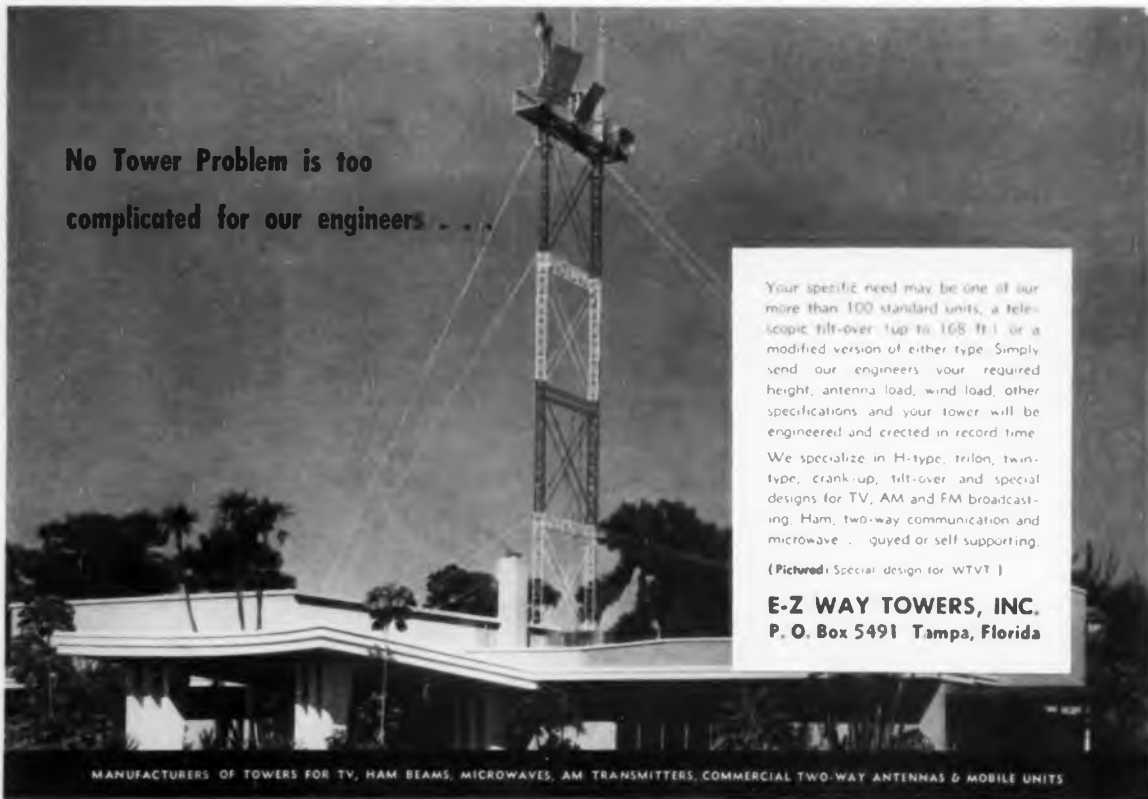 No Tower Problem is too
complicated for our engineers . . . .
Your specific need may be one of our
more than 100 standard units, a tele-
scopic tilt-over (up to 168 ft.) or a
modified version of either type. Simply
send our engineers your required
height, antenna load, wind load, other
specifications and your tower will be
engineered and erected in record time.
We specialize in H-type, trilon, twin-
type, crank-up, tilt-over and special
designs for TV, AM and FM broadcast-
ing, Ham, two-way communication and
microwave . . guyed or self supporting.
(Pictured: Special design for WTVT )
E-Z WAY TOWERS, INC.
P. O. Box 5491 Tampa, Florida
MANUFACTURERS OF TOWERS FOR TV, HAM BEAMS, MICROWAVES, AM TRANSMITTERS, COMMERCIAL TWO-WAY ANTENNAS & MOBILE UNITS